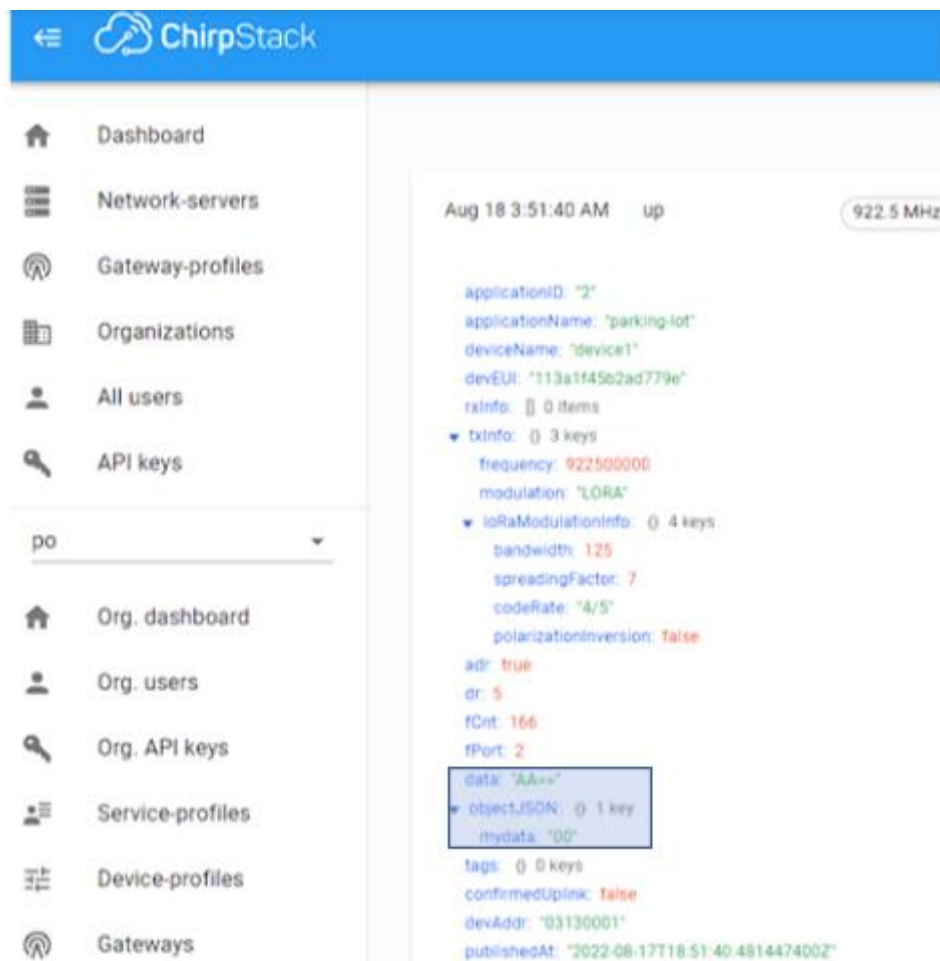 ChirpStack
Dashboard
Network-servers
Gateway-profiles
Organizations
All users
API keys
po
Org. dashboard
Org. users
Org. API keys
Service-profiles
Device-profiles
Gateways
Aug 18 3:51:40 AM up 922.5 MHz
applicationID: "2"
applicationName: "parking-lot"
deviceName: "device1"
devEUI: "113a1f45b2ad779e"
rxInfo: [] 0 items
txInfo: {} 3 keys
frequency: 922500000
modulation: "LORA"
loRaModulationInfo: {} 4 keys
bandwidth: 125
spreadingFactor: 7
codeRate: "4/5"
polarizationInversion: false
adr: true
dr: 5
fCnt: 166
fPort: 2
data: "AA=="
objectJSON: {} 1 key
mydata: "00"
tags: {} 0 keys
confirmedUplink: false
devAddr: "03130001"
publishedAt: "2022-08-17T18:51:40.481447400Z"